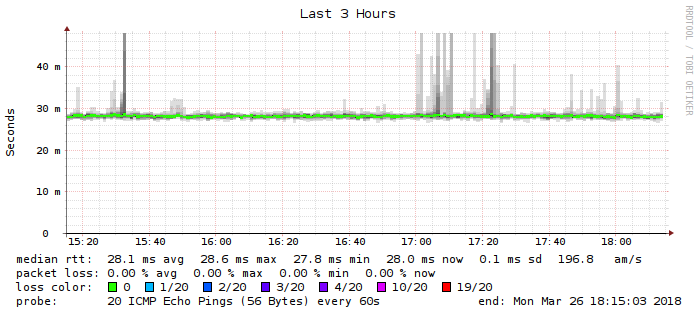 Last 3 Hours
RRDTOOL / TOBI OETIKER
Seconds
40 m
30 m
20 m
10 m
0
15:20 15:40 16:00 16:20 16:40 17:00 17:20 17:40 18:00
median rtt: 28.1 ms avg 28.6 ms max 27.8 ms min 28.0 ms now 0.1 ms sd 196.8 am/s
packet loss: 0.00 % avg 0.00 % max 0.00 % min 0.00 % now
loss color: 0 1/20 2/20 3/20 4/20 10/20 19/20
probe: 20 ICMP Echo Pings (56 Bytes) every 60s end: Mon Mar 26 18:15:03 2018